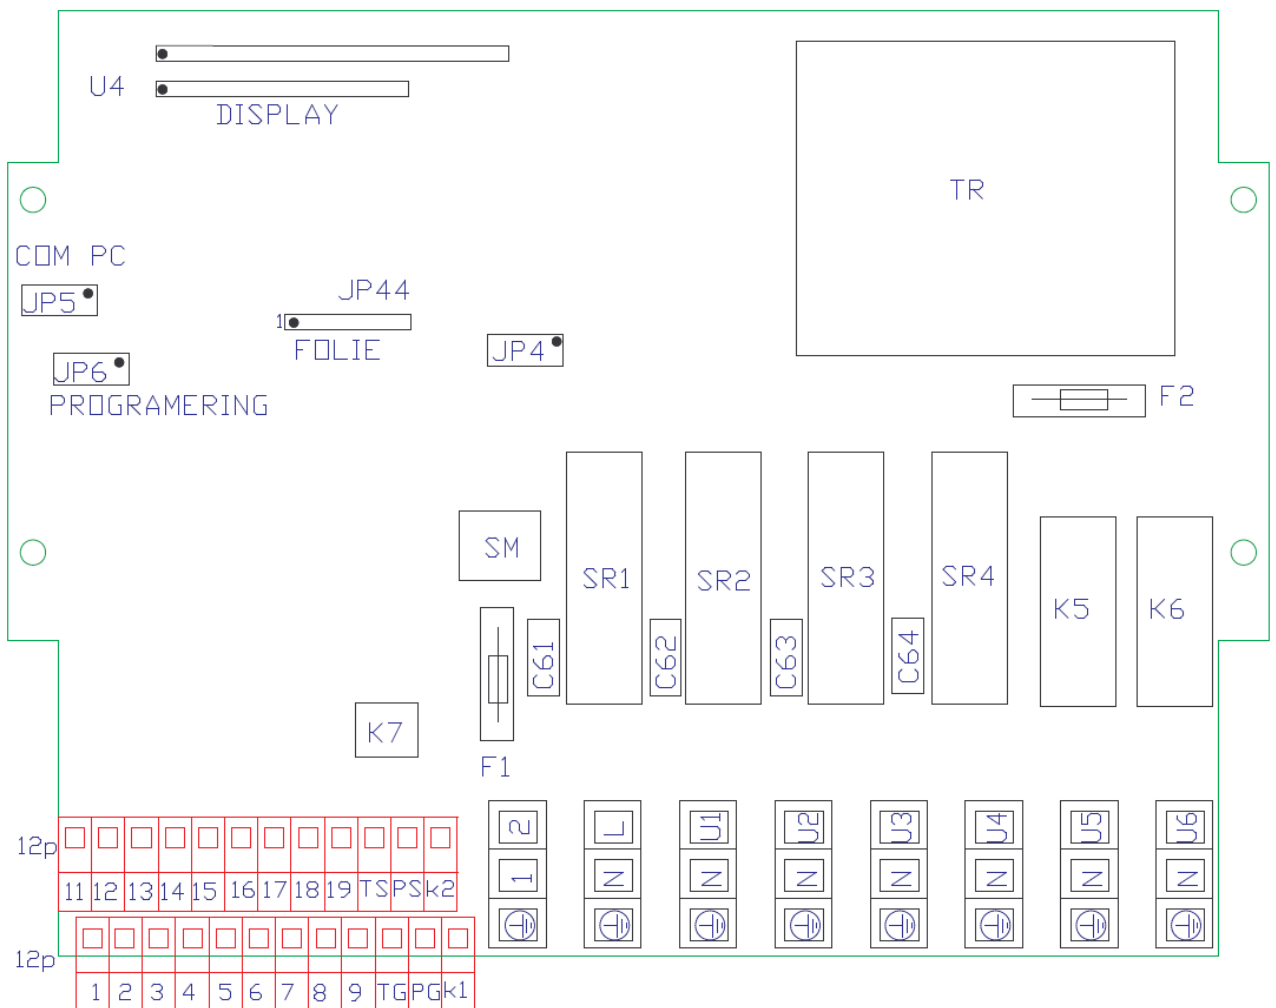 U4
DISPLAY
TR
COM PC
JP5
JP44
1
FOLIE
JP4
JP6
PROGRAMERING
F2
SM
SR1
SR2
SR3
SR4
K5
K6
C61
C62
C63
C64
K7
F1
2 L U1 U2 U3 U4 U5 U6
1 N N N N N N N
12p
11 12 13 14 15 16 17 18 19 TS PS k2
12p
1 2 3 4 5 6 7 8 9 TG PG k1